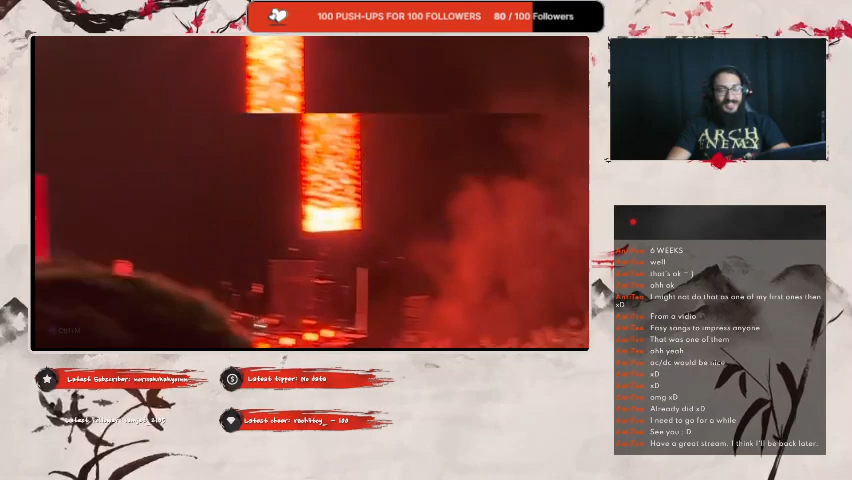 100 PUSH-UPS FOR 100 FOLLOWERS 80 / 100 Followers
ARCH
ENEMY
6 WEEKS
well
that's ok = )
ahh ok
I might not do that as one of my first ones then
xD
From a vidio
Easy songs to impress anyone
That was one of them
ahh yeah
ac/dc would be nice
xD
xD
omg xD
Already did xD
I need to go for a while
See you : D
Have a great stream. I think I'll be back later.
Latest Subscriber:
Latest tipper: No data
Latest cheer: - 100